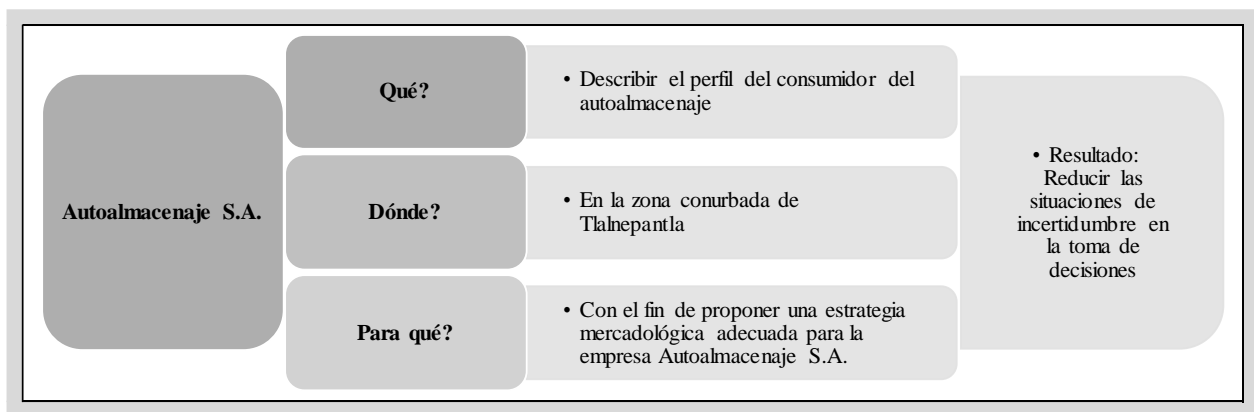 Autoalmacenaje S.A.
Qué?
• Describir el perfil del consumidor del
autoalmacenaje
Dónde?
• En la zona conurbada de
Tlalnepantla
Para qué?
• Con el fin de proponer una estrategia
mercadológica adecuada para la
empresa Autoalmacenaje S.A.
• Resultado:
Reducir las
situaciones de
incertidumbre en
la toma de
decisiones